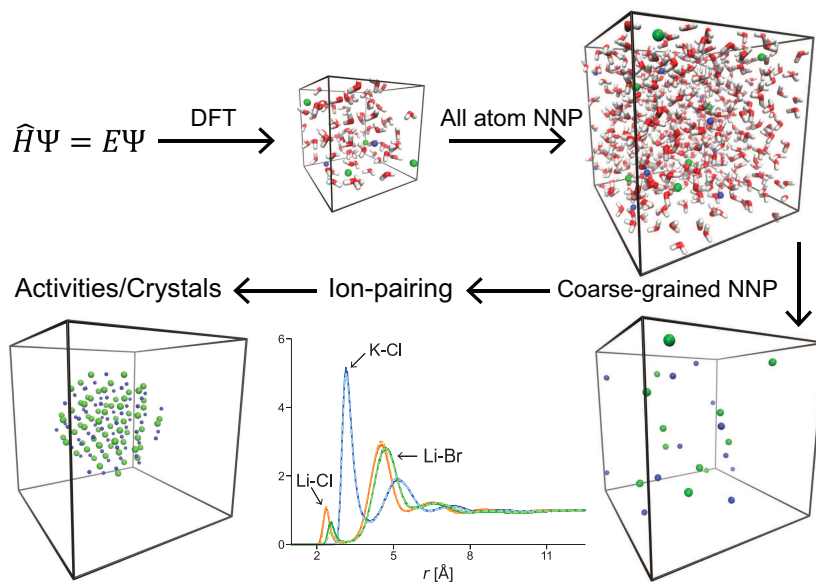 ĤΨ = EΨ
DFT
All atom NNP
Activities/Crystals
Ion-pairing
Coarse-grained NNP
6
4
2
0
K-Cl
Li-Br
Li-Cl
2
5
8
11
r [Å]